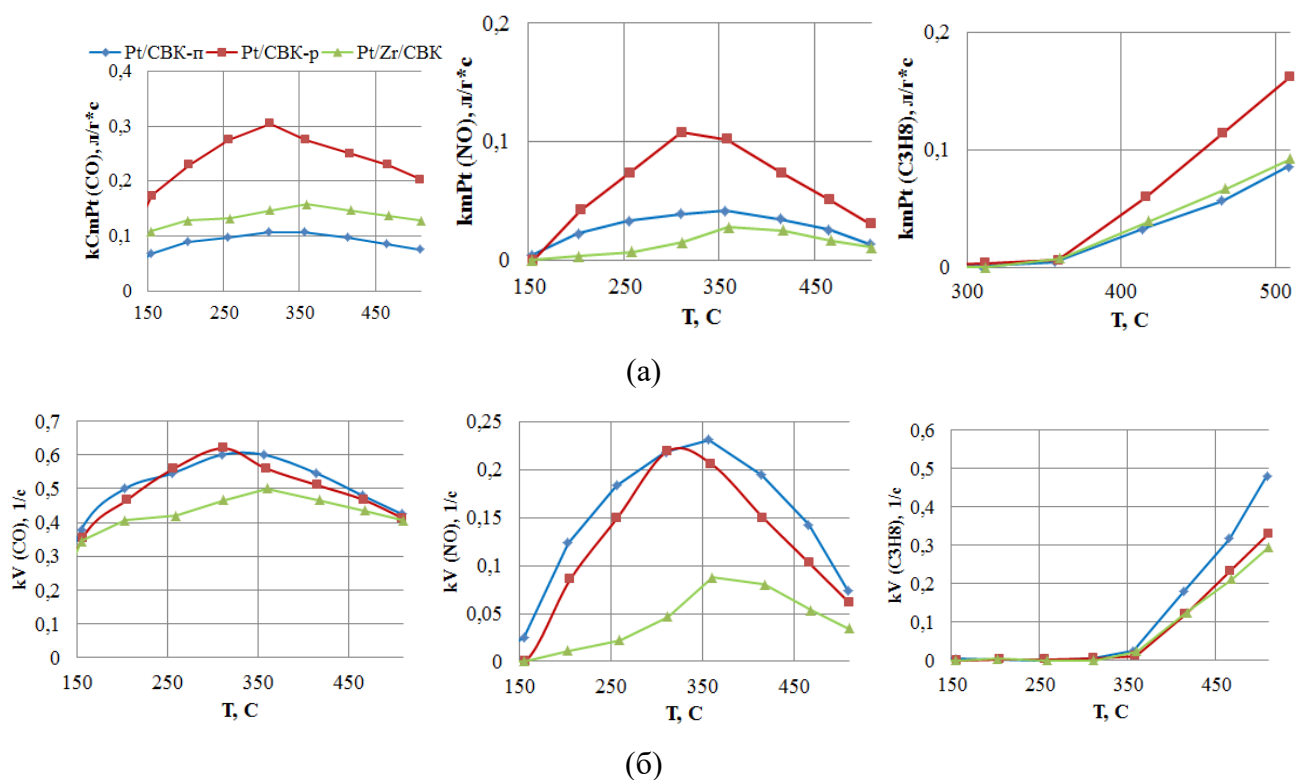 Pt/СВК-п Pt/СВК-р Pt/Zr/СВК
kCmPt (CO), л/г*с
0,4
0,3
0,2
0,1
0
150 250 350 450
kmPt (NO), л/г*с
0,2
0,1
0
150 250 350 450
T, C
kmPt (C3H8), л/г*с
0,2
0,1
0
300 400 500
T, C
(а)
kV (CO), 1/c
0,7
0,6
0,5
0,4
0,3
0,2
0,1
0
150 250 350 450
T, C
kV (NO), 1/c
0,25
0,2
0,15
0,1
0,05
0
150 250 350 450
T, C
kV (C3H8), 1/c
0,6
0,5
0,4
0,3
0,2
0,1
0
150 250 350 450
T, C
(б)